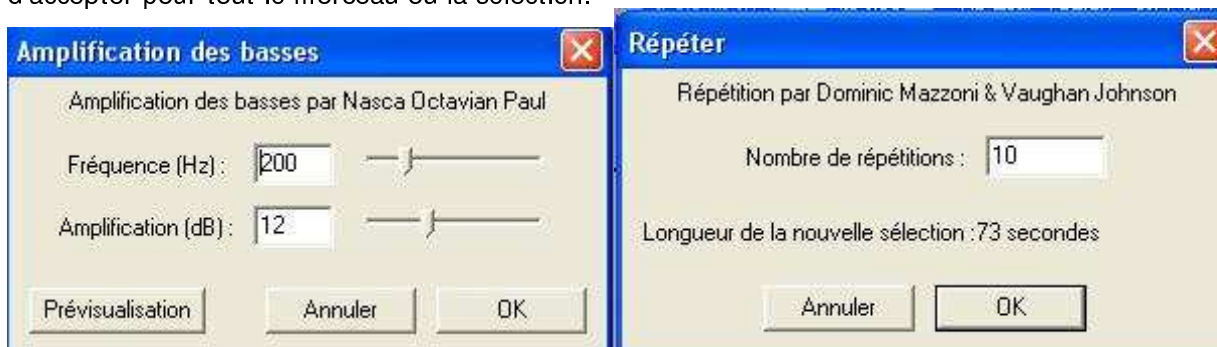 d'accepter pour tout le morceau ou la sélection.
Amplification des basses
Amplification des basses par Nasca Octavian Paul
Fréquence (Hz) : 200
Amplification (dB) : 12
Prévisualisation Annuler OK
Répéter
Répétition par Dominic Mazzoni & Vaughan Johnson
Nombre de répétitions : 10
Longueur de la nouvelle sélection :73 secondes
Annuler OK